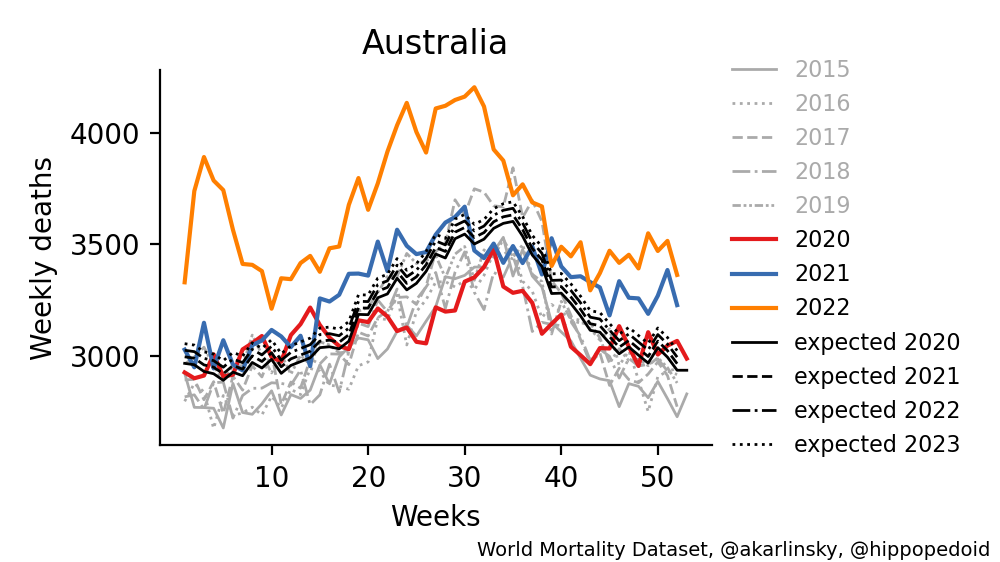 Australia
Weekly deaths
4000
3500
3000
10 20 30 40 50
Weeks
2015
2016
2017
2018
2019
2020
2021
2022
expected 2020
expected 2021
expected 2022
expected 2023
World Mortality Dataset, @akarlinsky, @hippopedoid